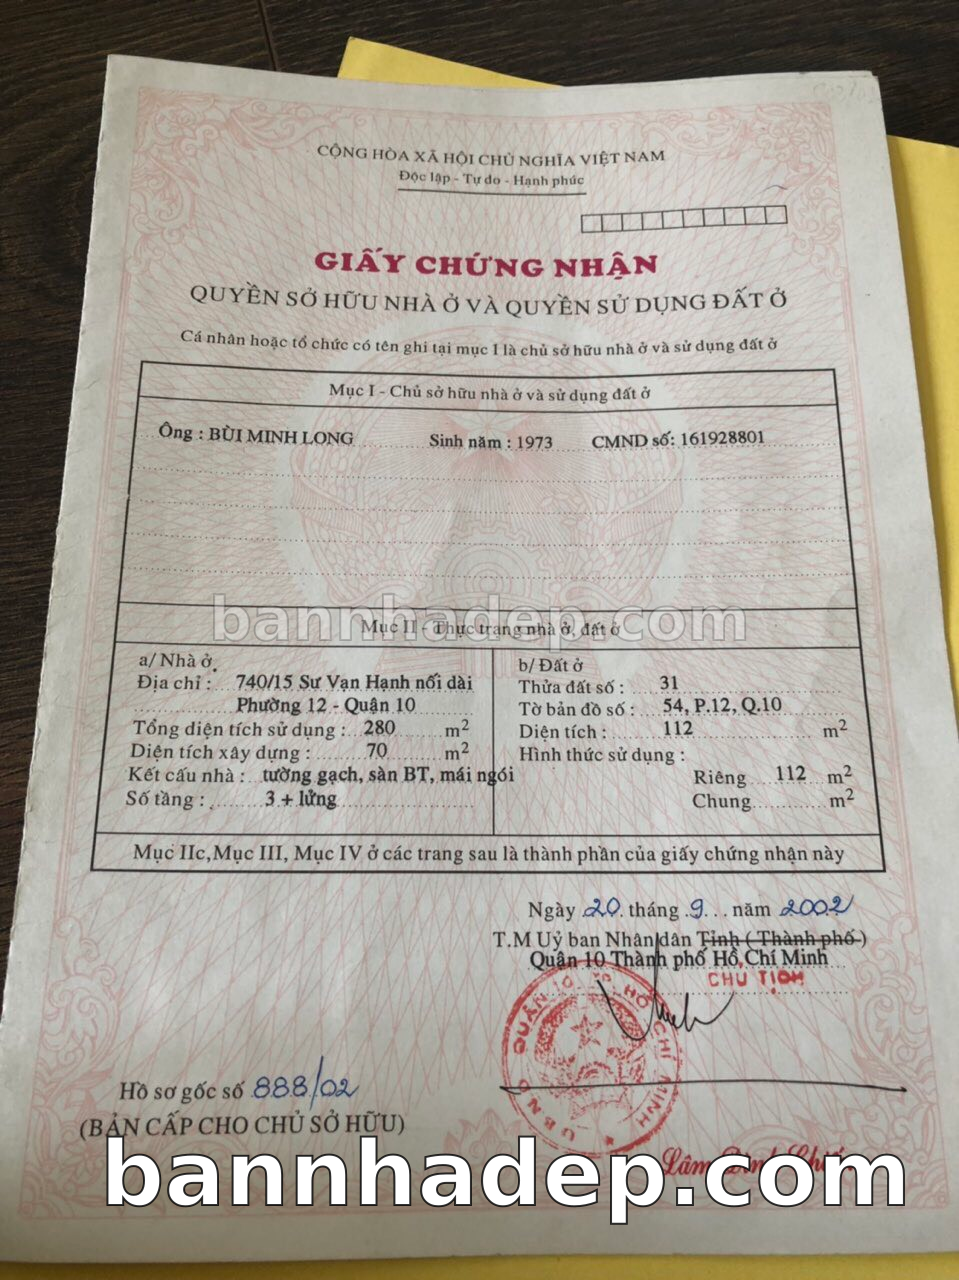 CỘNG HÒA XÃ HỘI CHỦ NGHĨA VIỆT NAM
Độc lập - Tự do - Hạnh phúc
GIẤY CHỨNG NHẬN
QUYỀN SỞ HỮU NHÀ Ở VÀ QUYỀN SỬ DỤNG ĐẤT Ở
Cá nhân hoặc tổ chức có tên ghi tại mục I là chủ sở hữu nhà ở và sử dụng đất ở
Mục I - Chủ sở hữu nhà ở và sử dụng đất ở
Ông : BÙI MINH LONG Sinh năm : 1973 CMND số: 161928801
bannhadep.com
Mục II - Thực trạng nhà ở, đất ở
a/ Nhà ở
Địa chỉ : 740/15 Sư Vạn Hạnh nối dài
Phường 12 - Quận 10
Tổng diện tích sử dụng : 280 m2
Diện tích xây dựng : 70 m2
Kết cấu nhà : tường gạch, sàn BT, mái ngói
Số tầng : 3 + lửng
b/ Đất ở
Thửa đất số : 31
Tờ bản đồ số : 54, P.12, Q.10
Diện tích : 112 m2
Hình thức sử dụng :
Riêng 112 m2
Chung m2
Mục IIc,Mục III, Mục IV ở các trang sau là thành phần của giấy chứng nhận này
Ngày 20 tháng 9 năm 2002
T.M Uỷ ban Nhân dân Tỉnh ( Thành phố )
Quận 10 Thành phố Hồ Chí Minh
CHỦ TỊCH
U.B.N.D QUẬN 10 T.P HỒ CHÍ MINH
Hồ sơ gốc số 888/02
(BẢN CẤP CHO CHỦ SỞ HỮU)
Lâm Đình
bannhadep.com